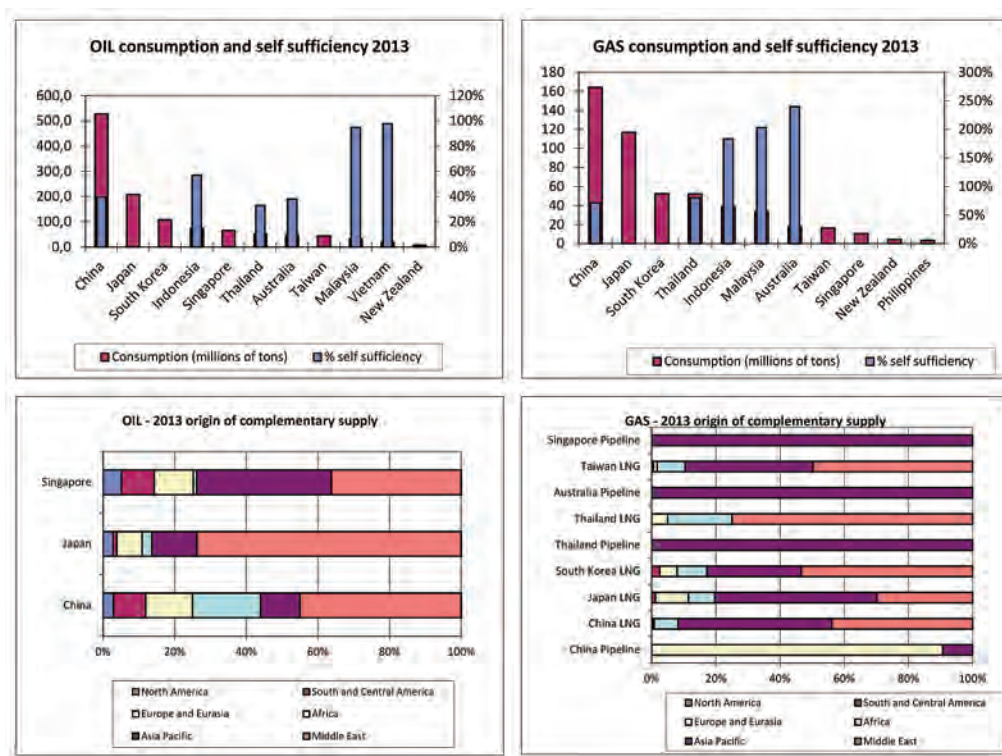 OIL consumption and self sufficiency 2013
600,0
500,0
400,0
300,0
200,0
100,0
0,0
120%
100%
80%
60%
40%
20%
0%
China
Japan
South Korea
Indonesia
Singapore
Thailand
Australia
Taiwan
Malaysia
Vietnam
New Zealand
Consumption (millions of tons) % self sufficiency
GAS consumption and self sufficiency 2013
180
160
140
120
100
80
60
40
20
0
300%
250%
200%
150%
100%
50%
0%
China
Japan
South Korea
Thailand
Indonesia
Malaysia
Australia
Taiwan
Singapore
New Zealand
Philippines
Consumption (millions of tons) % self sufficiency
OIL - 2013 origin of complementary supply
Singapore
Japan
China
0% 20% 40% 60% 80% 100%
North America South and Central America
Europe and Eurasia Africa
Asia Pacific Middle East
GAS - 2013 origin of complementary supply
Singapore Pipeline
Taiwan LNG
Australia Pipeline
Thailand LNG
Thailand Pipeline
South Korea LNG
Japan LNG
China LNG
China Pipeline
0% 20% 40% 60% 80% 100%
North America South and Central America
Europe and Eurasia Africa
Asia Pacific Middle East